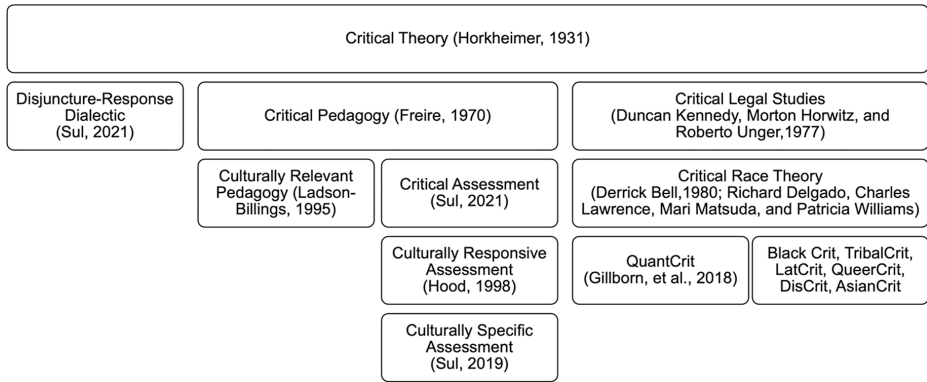 Critical Theory (Horkheimer, 1931)
Disjuncture-Response
Dialectic
(Sul, 2021)
Critical Pedagogy (Freire, 1970)
Critical Legal Studies
(Duncan Kennedy, Morton Horwitz, and
Roberto Unger,1977)
Culturally Relevant
Pedagogy (Ladson-
Billings, 1995)
Critical Assessment
(Sul, 2021)
Critical Race Theory
(Derrick Bell,1980; Richard Delgado, Charles
Lawrence, Mari Matsuda, and Patricia Williams)
Culturally Responsive
Assessment
(Hood, 1998)
QuantCrit
(Gillborn, et al., 2018)
Black Crit, TribalCrit,
LatCrit, QueerCrit,
DisCrit, AsianCrit
Culturally Specific
Assessment
(Sul, 2019)